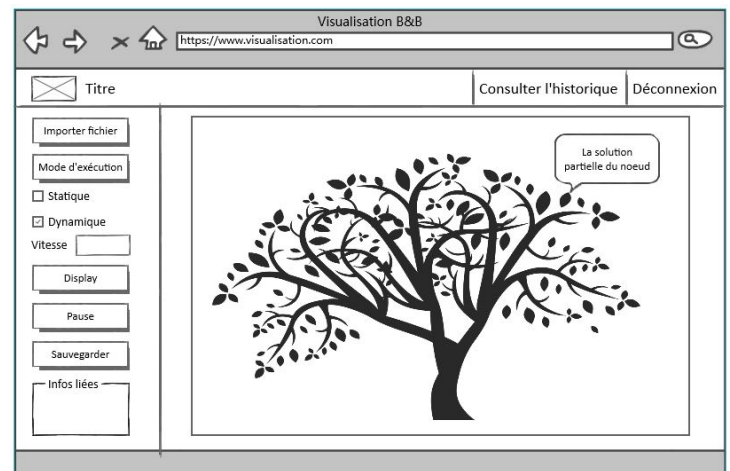 Visualisation B&B
https://www.visualisation.com
Titre
Consulter l'historique
Déconnexion
Importer fichier
Mode d'exécution
Statique
Dynamique
Vitesse
Display
Pause
Sauvegarder
Infos liées
La solution
partielle du noeud